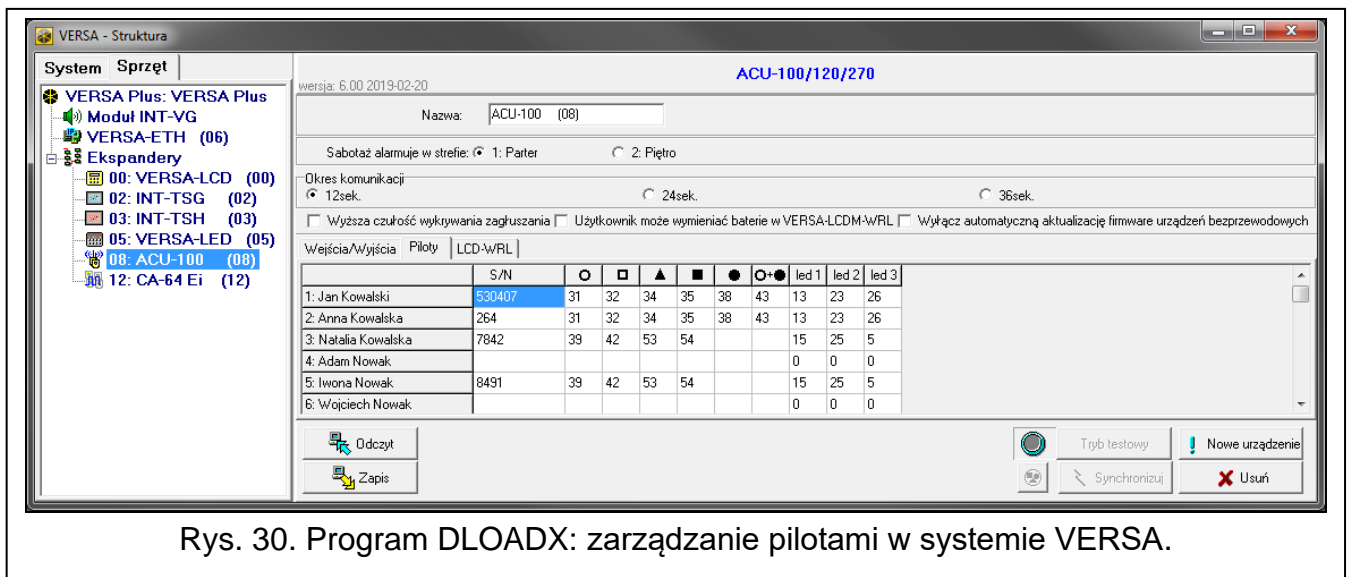 VERSA - Struktura
System Sprzęt
VERSA Plus: VERSA Plus
Moduł INT-VG
VERSA-ETH (06)
Ekspandery
00: VERSA-LCD (00)
02: INT-TSG (02)
03: INT-TSH (03)
05: VERSA-LED (05)
08: ACU-100 (08)
12: CA-64 Ei (12)
wersja: 6.00 2019-02-20
ACU-100/120/270
Nazwa: ACU-100 (08)
Sabotaż alarmuje w strefie: 1: Parter 2: Piętro
Okres komunikacji
12sek. 24sek. 36sek.
Wyższa czułość wykrywania zagłuszania Użytkownik może wymieniać baterie w VERSA-LCDM-WRL Wyłącz automatyczną aktualizację firmware urządzeń bezprzewodowych
Wejścia/Wyjścia Piloty LCD-WRL
S/N O □ ▲ ■ ● O+● led 1 led 2 led 3
1: Jan Kowalski 530407 31 32 34 35 38 43 13 23 26
2: Anna Kowalska 264 31 32 34 35 38 43 13 23 26
3: Natalia Kowalska 7842 39 42 53 54 15 25 5
4: Adam Nowak 0 0 0
5: Iwona Nowak 8491 39 42 53 54 15 25 5
6: Wojciech Nowak 0 0 0
Odczyt
Tryb testowy
Nowe urządzenie
Zapis
Synchronizuj
Usuń
Rys. 30. Program DLOADX: zarządzanie pilotami w systemie VERSA.